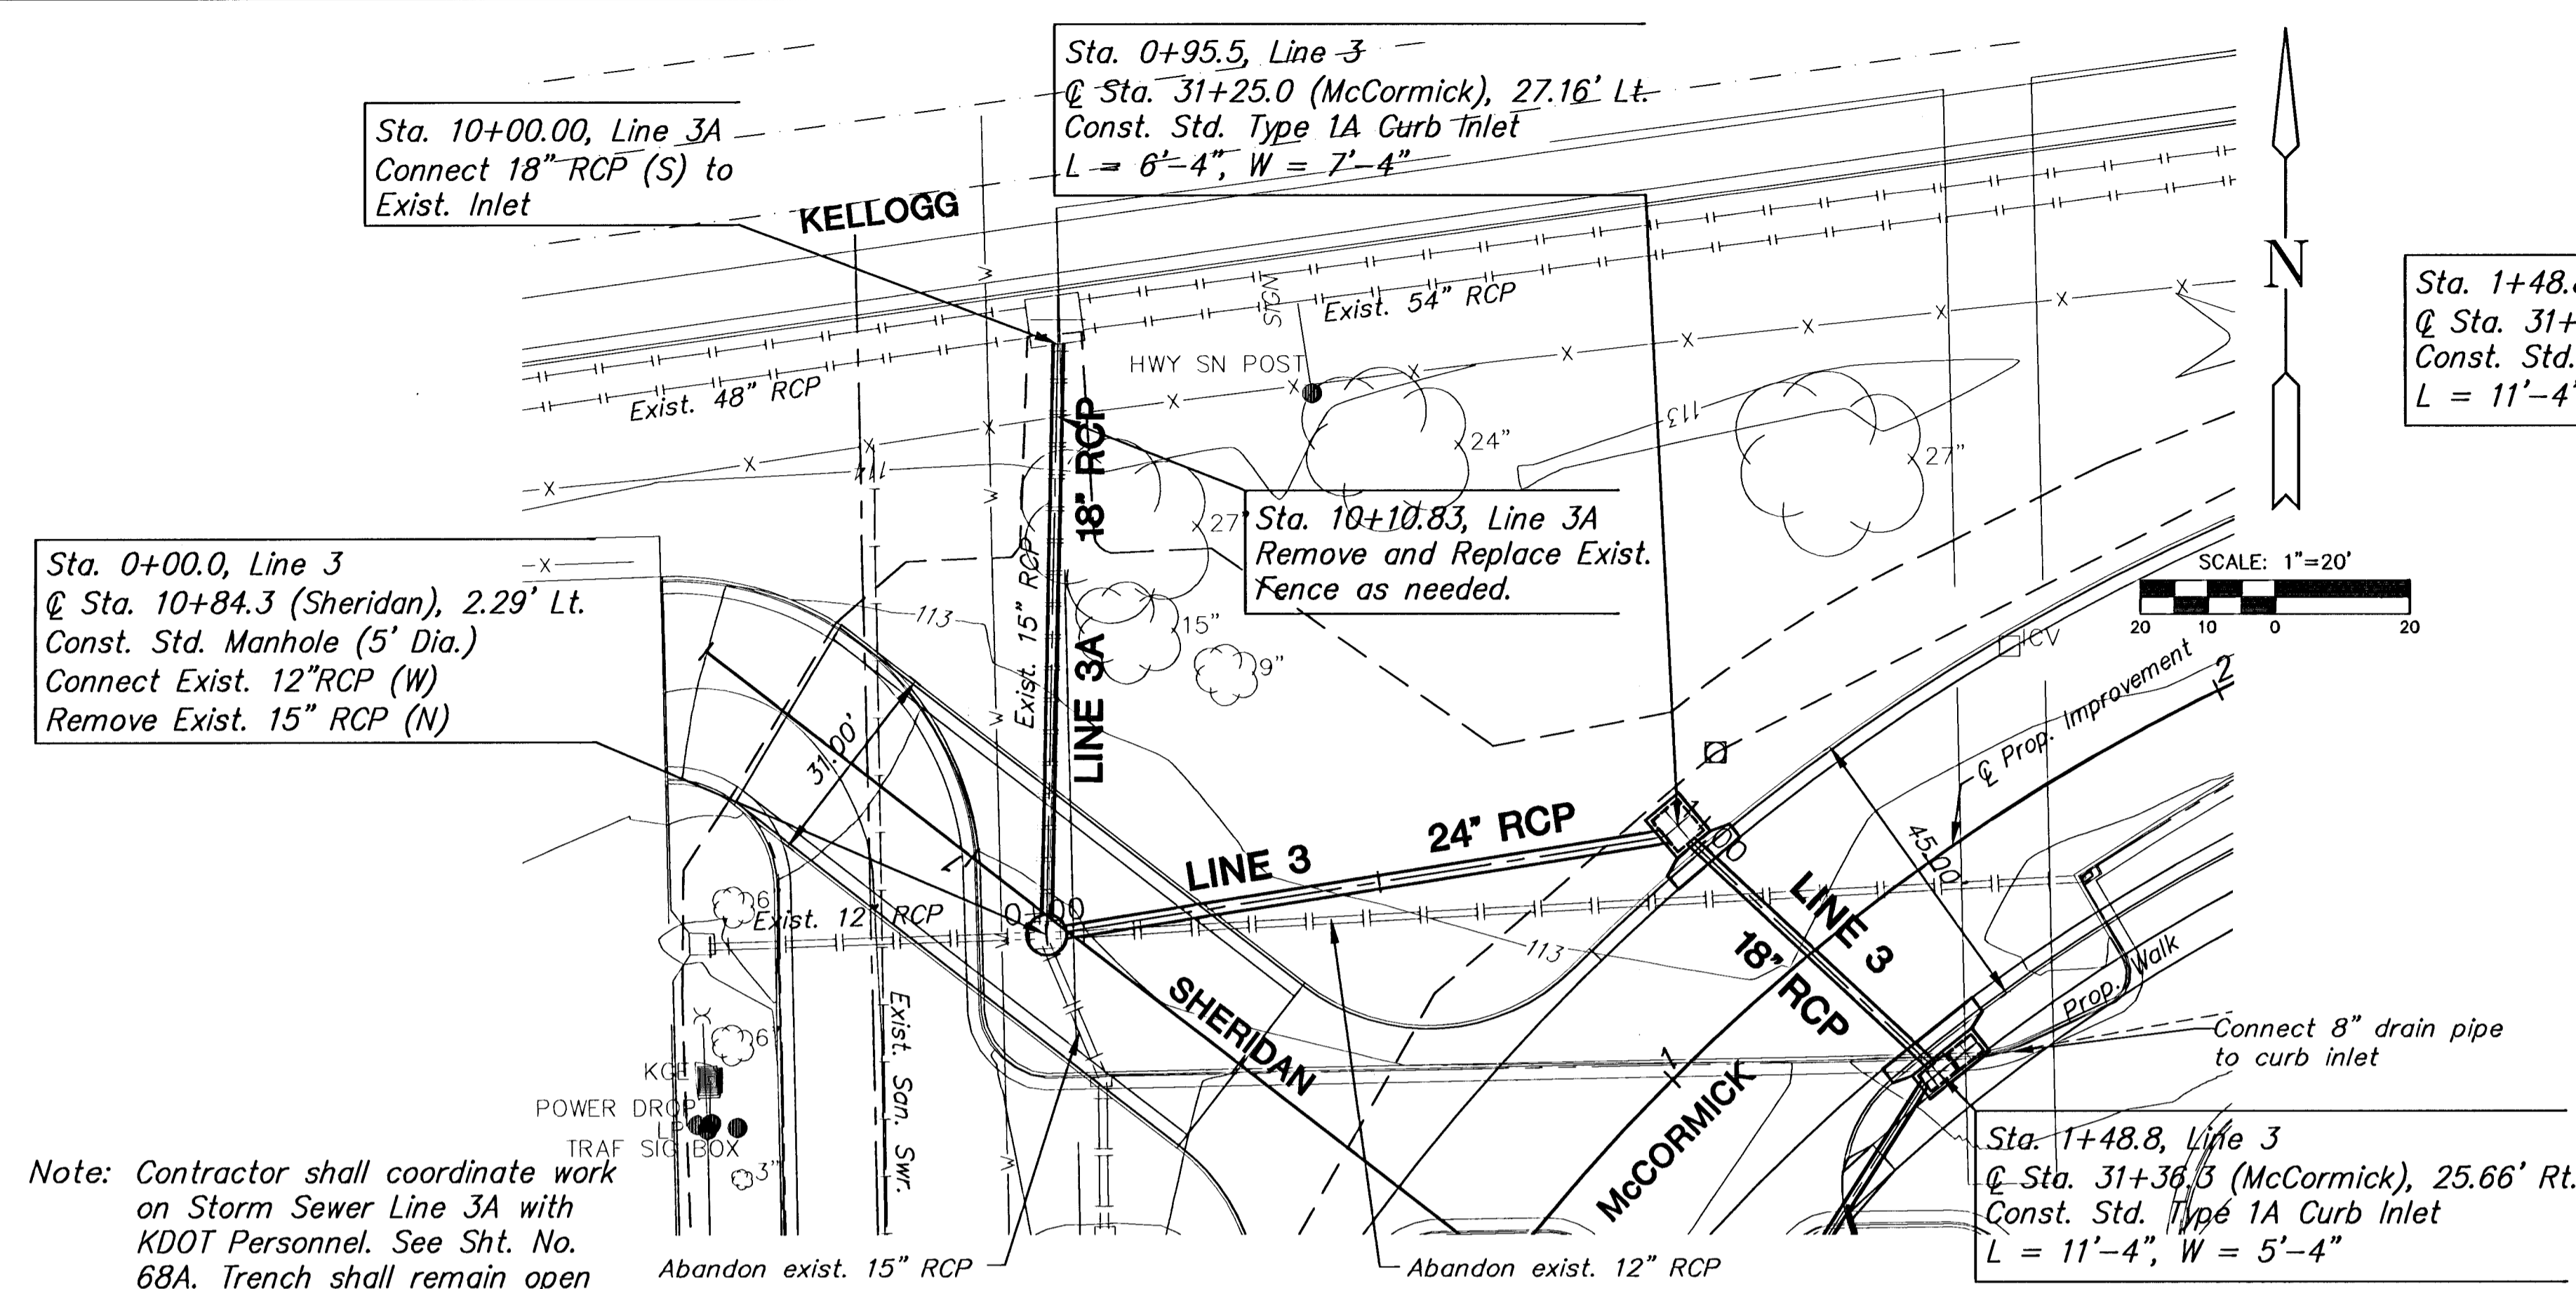 Sta. 0+95.5, Line 3
℄ Sta. 31+25.0 (McCormick), 27.16' Lt.
Const. Std. Type 1A Curb Inlet
L = 6'-4", W = 7'-4"
Sta. 10+00.00, Line 3A
Connect 18" RCP (S) to
Exist. Inlet
KELLOGG
N
Sta. 1+48.
℄ Sta. 31+
Const. Std.
L = 11'-4"
SIGN
Exist. 54" RCP
HWY SN POST
Exist. 48" RCP
18" RCP
113
24"
27"
114
27"
Sta. 10+10.83, Line 3A
Remove and Replace Exist.
Fence as needed.
Sta. 0+00.0, Line 3
℄ Sta. 10+84.3 (Sheridan), 2.29' Lt.
Const. Std. Manhole (5' Dia.)
Connect Exist. 12"RCP (W)
Remove Exist. 15" RCP (N)
SCALE: 1"=20'
20 10 0 20
113
Exist. 15" RCP
LINE 3A
15"
9"
ICV
℄ Prop. Improvement
2
31.00'
1
LINE 3
24" RCP
1+00
45.00'
LINE 3
18" RCP
6"
Exist. 12" RCP
0+00
113
SHERIDAN
Prop. Walk
Exist. San. Swr.
1
McCORMICK
Connect 8" drain pipe
to curb inlet
6"
KGE
POWER DROP
LP
TRAF SIG BOX
3"
Sta. 1+48.8, Line 3
℄ Sta. 31+36.3 (McCormick), 25.66' Rt.
Const. Std. Type 1A Curb Inlet
L = 11'-4", W = 5'-4"
Note: Contractor shall coordinate work
on Storm Sewer Line 3A with
KDOT Personnel. See Sht. No.
68A. Trench shall remain open
Abandon exist. 15" RCP
Abandon exist. 12" RCP